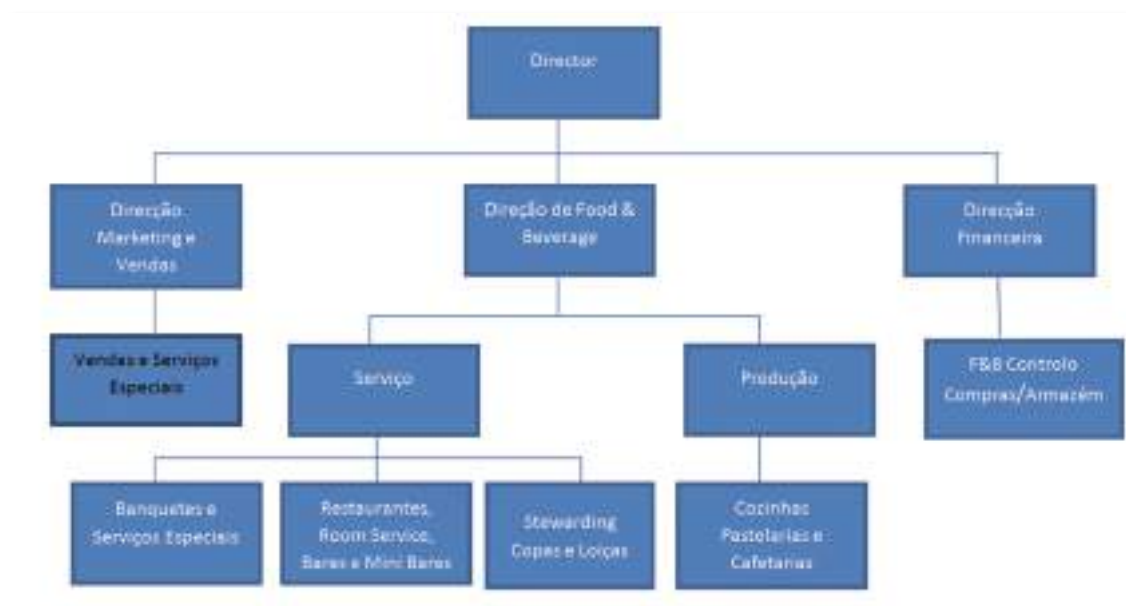 Director
Direcção
Marketing e
Vendas
Direção de Food &
Beverage
Direcção
Financeira
Vendas e Serviços
Especiais
Serviço
Produção
F&B Controlo
Compras/Armazém
Banquetes e
Serviços Especiais
Restaurantes,
Room Service,
Bares e Mini Bares
Stewarding
Copas e Loiças
Cozinhas
Pastelarias e
Cafetarias